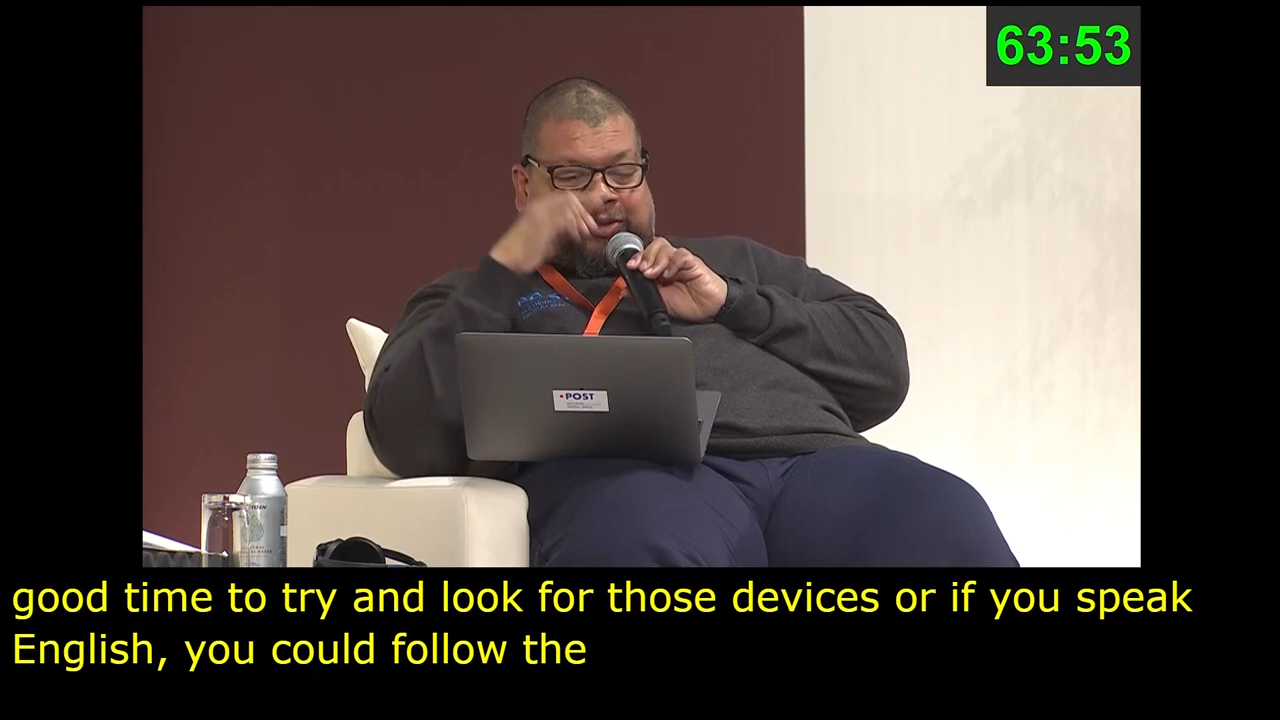 63:53
POST
good time to try and look for those devices or if you speak
English, you could follow the